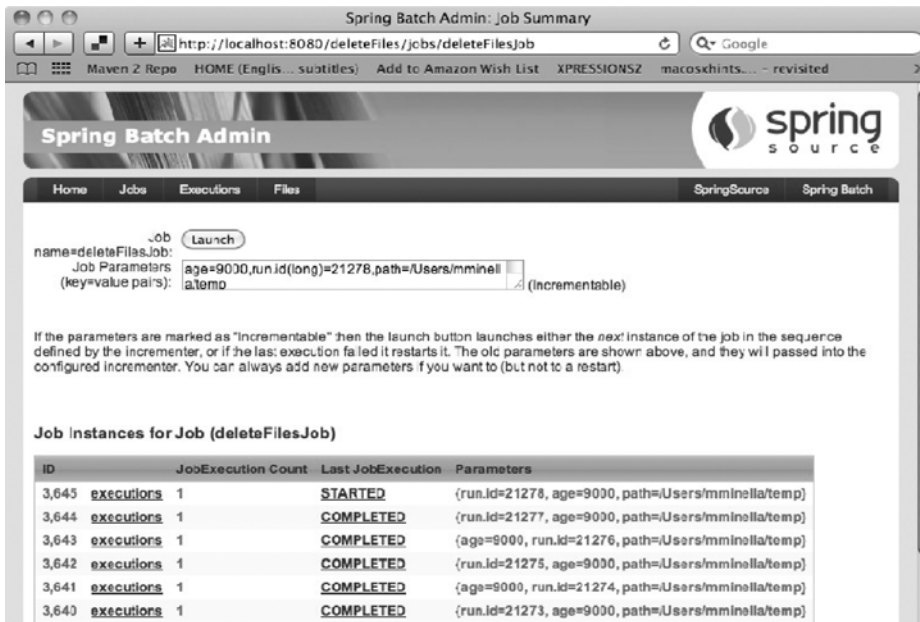 Spring Batch Admin: Job Summary
http://localhost:8080/deleteFiles/jobs/deleteFilesJob
Google
Maven 2 Repo HOME (Englis... subtitles) Add to Amazon Wish List XPRESSIONSZ macosxhints.... – revisited
Spring Batch Admin
spring
source
Home Jobs Executions Files SpringSource Spring Batch
Job name=deleteFilesJob: Launch
Job Parameters (key=value pairs): age=9000,run.id(long)=21278,path=/Users/mminella/temp (Incrementable)
If the parameters are marked as "Incrementable" then the launch button launches either the next instance of the job in the sequence
defined by the incrementer, or if the last execution failed it restarts it. The old parameters are shown above, and they will passed into the
configured incrementer. You can always add new parameters if you want to (but not to a restart).
Job Instances for Job (deleteFilesJob)
ID JobExecution Count Last JobExecution Parameters
3,645 executions 1 STARTED {run.id=21278, age=9000, path=/Users/mminella/temp}
3,644 executions 1 COMPLETED {run.id=21277, age=9000, path=/Users/mminella/temp}
3,643 executions 1 COMPLETED {age=9000, run.id=21276, path=/Users/mminella/temp}
3,642 executions 1 COMPLETED {run.id=21275, age=9000, path=/Users/mminella/temp}
3,641 executions 1 COMPLETED {age=9000, run.id=21274, path=/Users/mminella/temp}
3,640 executions 1 COMPLETED {run.id=21273, age=9000, path=/Users/mminella/temp}